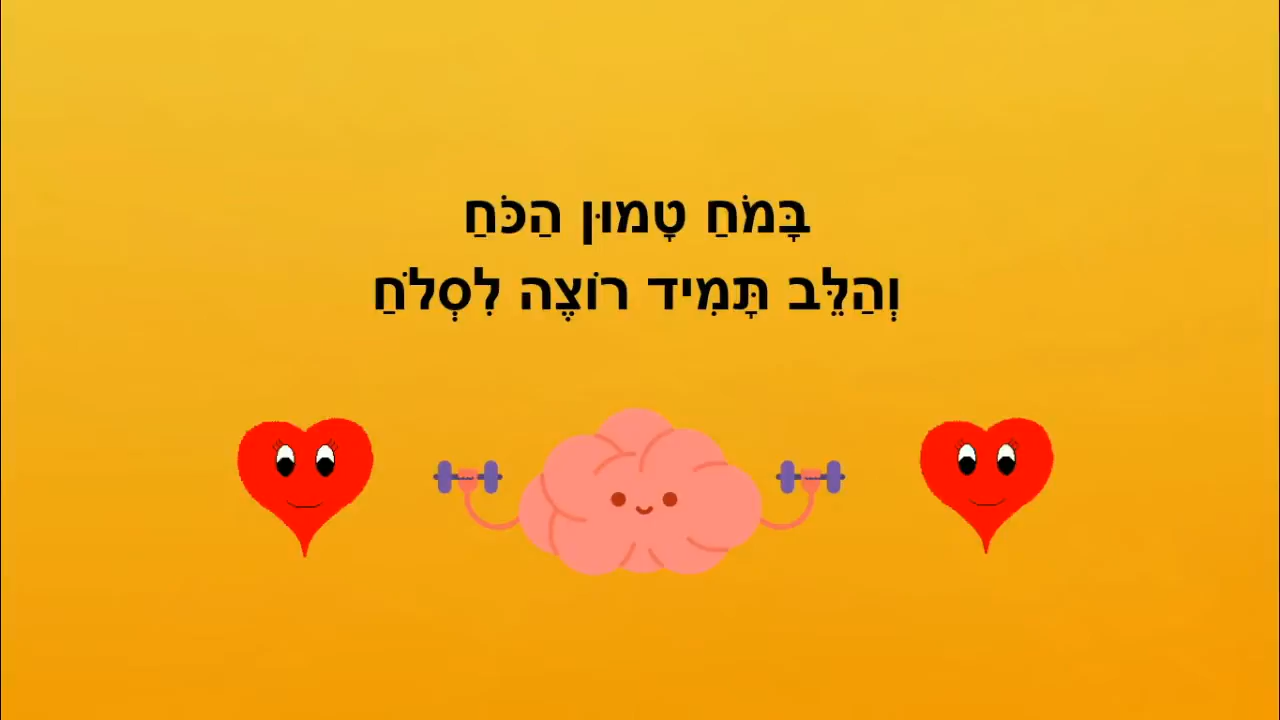 בָּמֹחַ טָמוּן הַכֹּחַ
וְהַלֵּב תָּמִיד רוֹצֶה לִסְלֹחַ